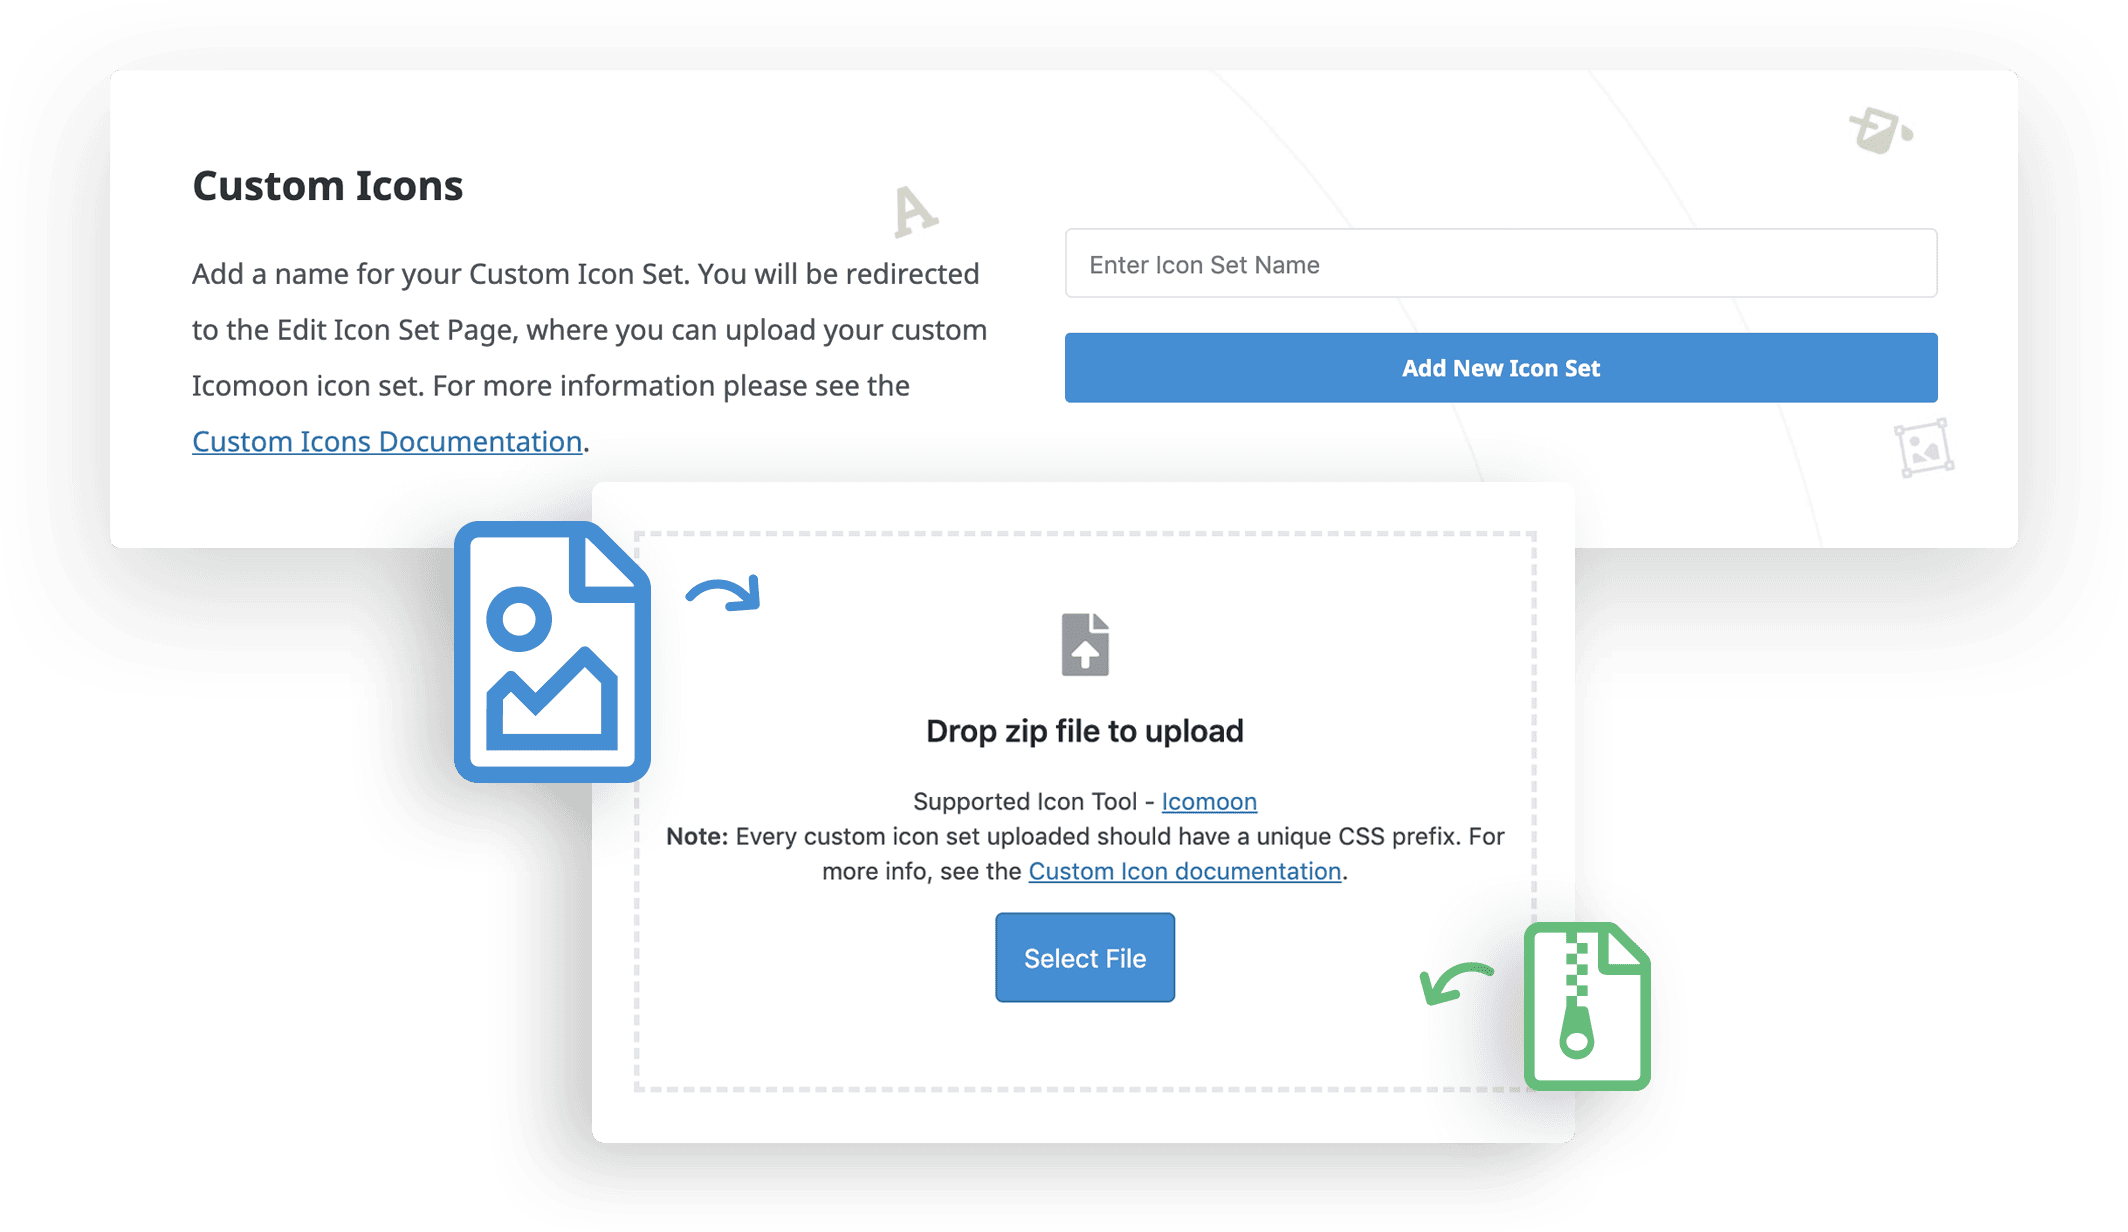 Custom Icons
Add a name for your Custom Icon Set. You will be redirected
to the Edit Icon Set Page, where you can upload your custom
Icomoon icon set. For more information please see the
Custom Icons Documentation.
A
Enter Icon Set Name
Add New Icon Set
Drop zip file to upload
Supported Icon Tool - Icomoon
Note: Every custom icon set uploaded should have a unique CSS prefix. For
more info, see the Custom Icon documentation.
Select File